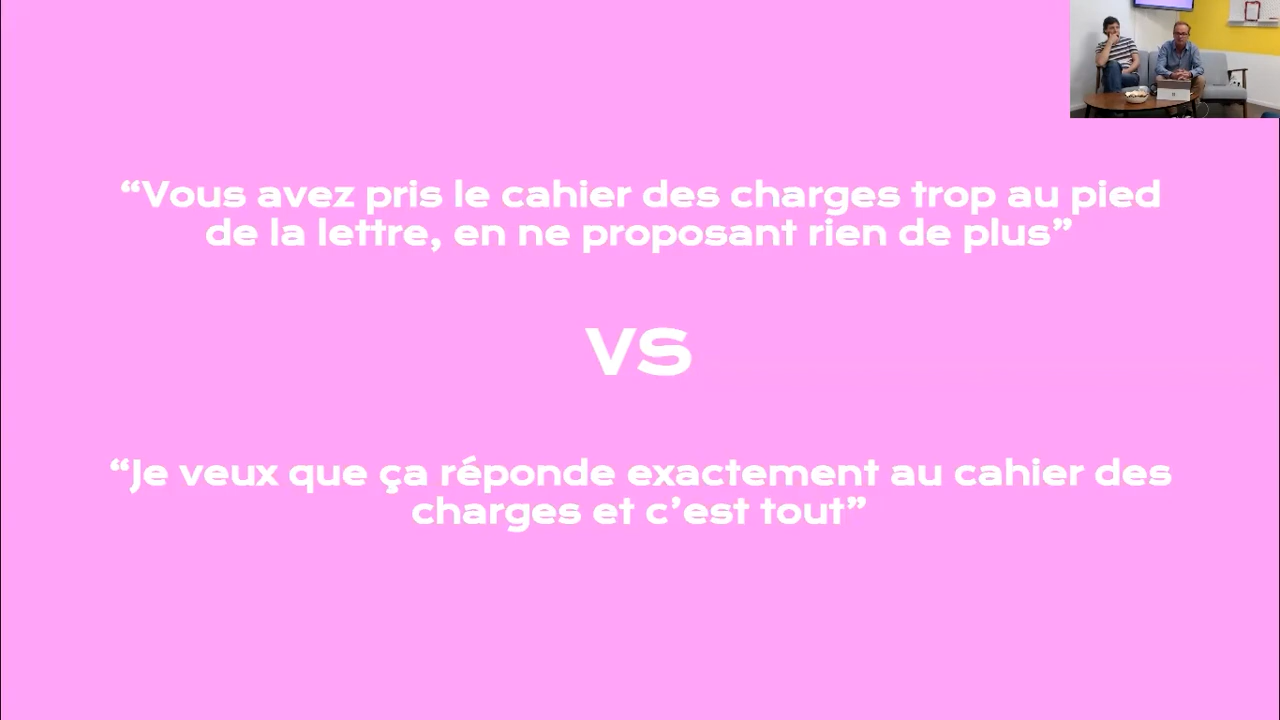 “Vous avez pris le cahier des charges trop au pied
de la lettre, en ne proposant rien de plus”
VS
“Je veux que ça réponde exactement au cahier des
charges et c’est tout”